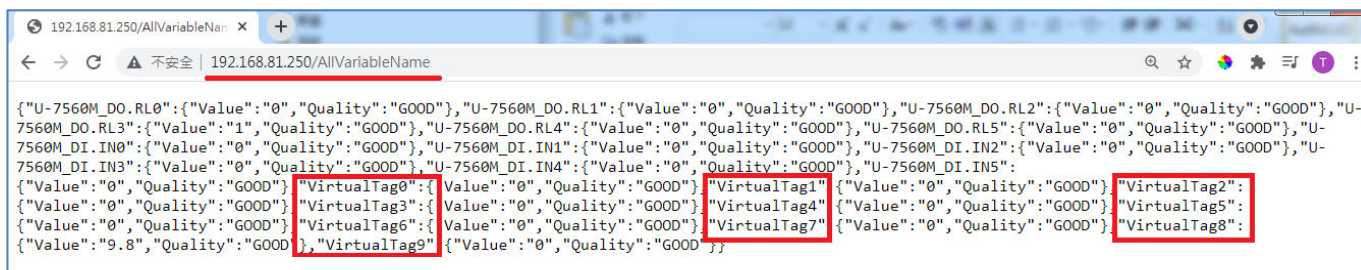 192.168.81.250/AllVariableNam
不安全 | 192.168.81.250/AllVariableName
T
{"U-7560M_DO.RL0":{"Value":"0","Quality":"GOOD"},"U-7560M_DO.RL1":{"Value":"0","Quality":"GOOD"},"U-7560M_DO.RL2":{"Value":"0","Quality":"GOOD"},"U-
7560M_DO.RL3":{"Value":"1","Quality":"GOOD"},"U-7560M_DO.RL4":{"Value":"0","Quality":"GOOD"},"U-7560M_DO.RL5":{"Value":"0","Quality":"GOOD"},"U-
7560M_DI.IN0":{"Value":"0","Quality":"GOOD"},"U-7560M_DI.IN1":{"Value":"0","Quality":"GOOD"},"U-7560M_DI.IN2":{"Value":"0","Quality":"GOOD"},"U-
7560M_DI.IN3":{"Value":"0","Quality":"GOOD"},"U-7560M_DI.IN4":{"Value":"0","Quality":"GOOD"},"U-7560M_DI.IN5":
{"Value":"0","Quality":"GOOD"},"VirtualTag0":{"Value":"0","Quality":"GOOD"},"VirtualTag1":{"Value":"0","Quality":"GOOD"},"VirtualTag2":
{"Value":"0","Quality":"GOOD"},"VirtualTag3":{"Value":"0","Quality":"GOOD"},"VirtualTag4":{"Value":"0","Quality":"GOOD"},"VirtualTag5":
{"Value":"0","Quality":"GOOD"},"VirtualTag6":{"Value":"0","Quality":"GOOD"},"VirtualTag7":{"Value":"0","Quality":"GOOD"},"VirtualTag8":
{"Value":"9.8","Quality":"GOOD"},"VirtualTag9":{"Value":"0","Quality":"GOOD"}}